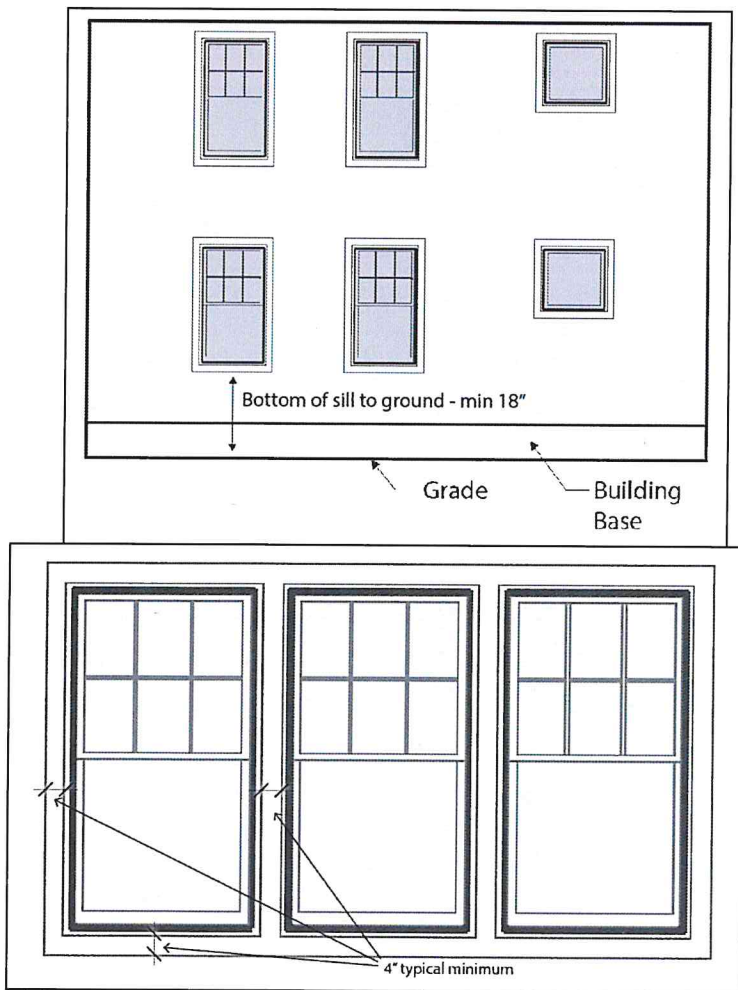 Bottom of sill to ground - min 18"
Grade
Building
Base
4" typical minimum